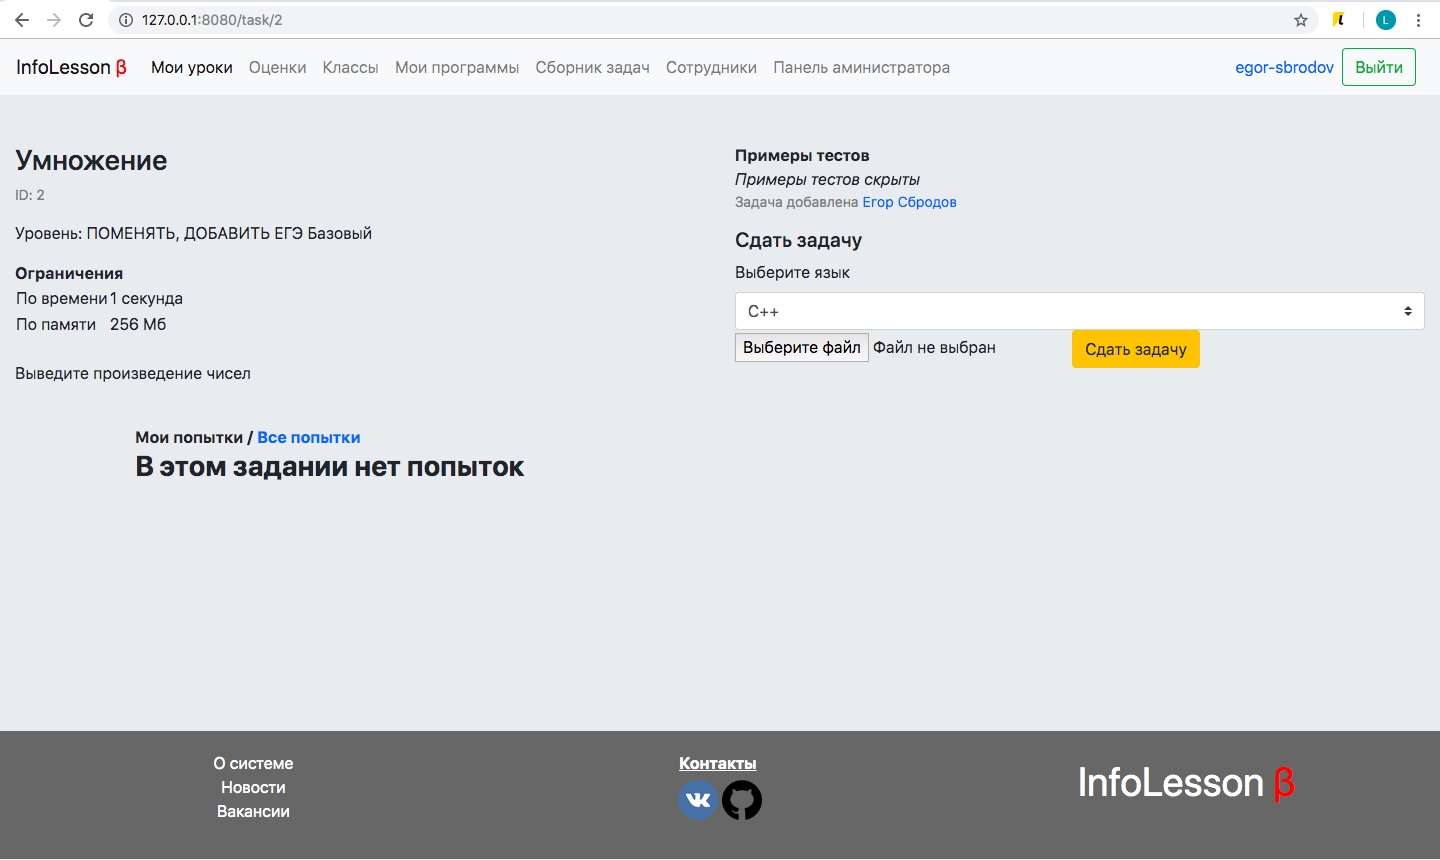 127.0.0.1:8080/task/2
L
InfoLesson β Мои уроки Оценки Классы Мои программы Сборник задач Сотрудники Панель аминистратора egor-sbrodov Выйти
Умножение
ID: 2
Уровень: ПОМЕНЯТЬ, ДОБАВИТЬ ЕГЭ Базовый
Ограничения
По времени 1 секунда
По памяти 256 Мб
Выведите произведение чисел
Примеры тестов
Примеры тестов скрыты
Задача добавлена Егор Сбродов
Сдать задачу
Выберите язык
C++
Выберите файл Файл не выбран Сдать задачу
Мои попытки / Все попытки
В этом задании нет попыток
О системе
Новости
Вакансии
Контакты
InfoLesson β